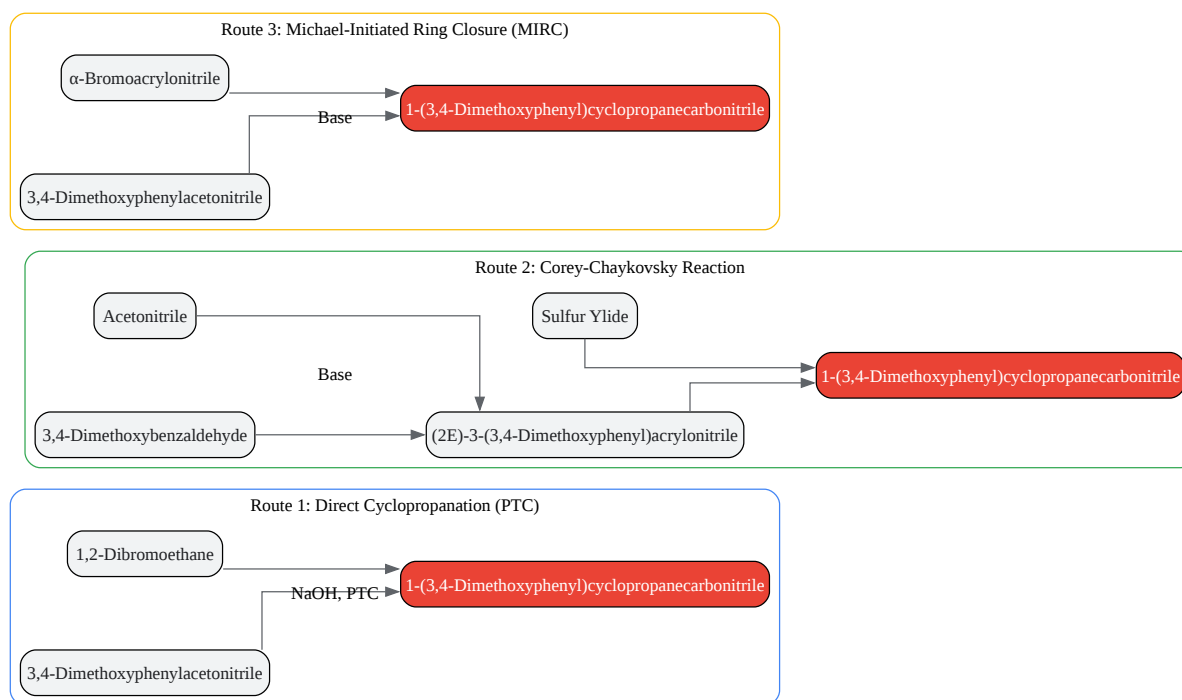 Route 3: Michael-Initiated Ring Closure (MIRC)
α-Bromoacrylonitrile
1-(3,4-Dimethoxyphenyl)cyclopropanecarbonitrile
Base
3,4-Dimethoxyphenylacetonitrile
Route 2: Corey-Chaykovsky Reaction
Acetonitrile
Sulfur Ylide
Base
1-(3,4-Dimethoxyphenyl)cyclopropanecarbonitrile
3,4-Dimethoxybenzaldehyde
(2E)-3-(3,4-Dimethoxyphenyl)acrylonitrile
Route 1: Direct Cyclopropanation (PTC)
1,2-Dibromoethane
1-(3,4-Dimethoxyphenyl)cyclopropanecarbonitrile
NaOH, PTC
3,4-Dimethoxyphenylacetonitrile